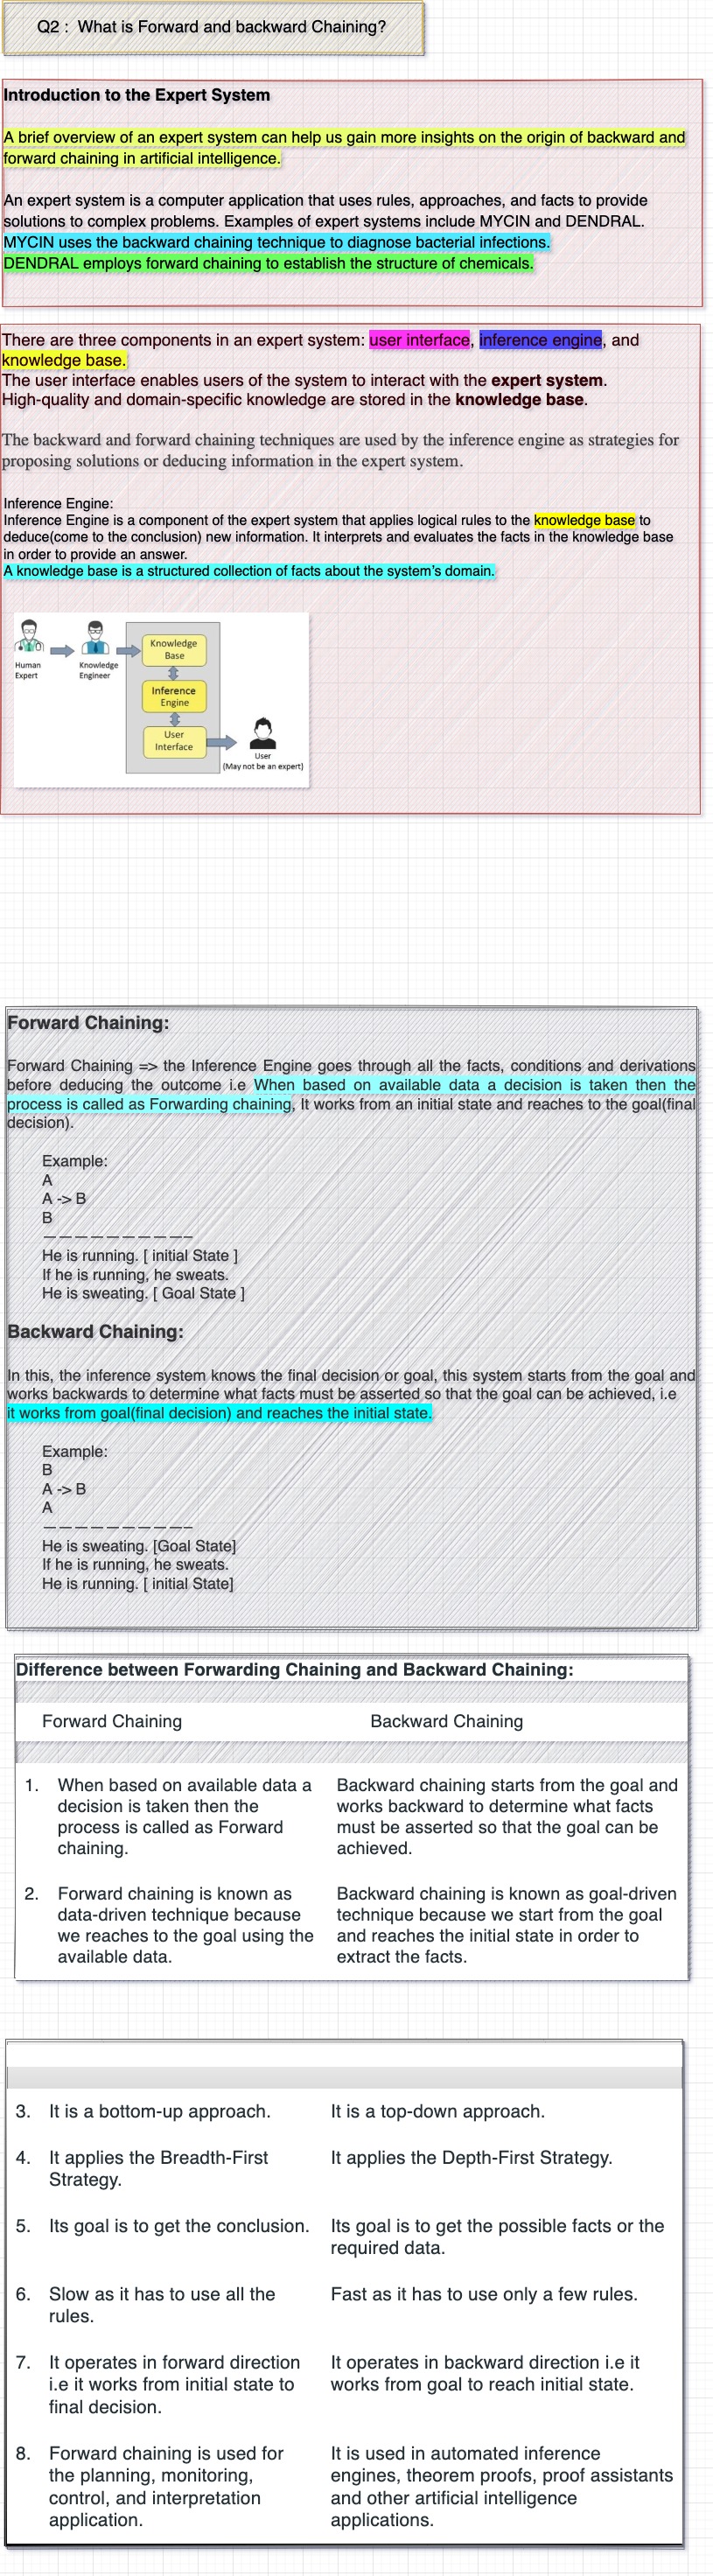 Q2 :  What is Forward and backward Chaining?
Introduction to the Expert System
A brief overview of an expert system can help us gain more insights on the origin of backward and
forward chaining in artificial intelligence.
An expert system is a computer application that uses rules, approaches, and facts to provide
solutions to complex problems. Examples of expert systems include MYCIN and DENDRAL.
MYCIN uses the backward chaining technique to diagnose bacterial infections.
DENDRAL employs forward chaining to establish the structure of chemicals.
There are three components in an expert system: user interface, inference engine, and
knowledge base.
The user interface enables users of the system to interact with the expert system.
High-quality and domain-specific knowledge are stored in the knowledge base.
The backward and forward chaining techniques are used by the inference engine as strategies for
proposing solutions or deducing information in the expert system.
Inference Engine:
Inference Engine is a component of the expert system that applies logical rules to the knowledge base to
deduce(come to the conclusion) new information. It interprets and evaluates the facts in the knowledge base
in order to provide an answer.
A knowledge base is a structured collection of facts about the system's domain.
Human
Expert
Knowledge
Engineer
Knowledge
Base
Inference
Engine
User
Interface
User
(May not be an expert)
Forward Chaining:
Forward Chaining => the Inference Engine goes through all the facts, conditions and derivations
before deducing the outcome i.e When based on available data a decision is taken then the
process is called as Forwarding chaining, It works from an initial state and reaches to the goal(final
decision).
Example:
A
A -> B
B
— — — — — — — — — –
He is running. [ initial State ]
If he is running, he sweats.
He is sweating. [ Goal State ]
Backward Chaining:
In this, the inference system knows the final decision or goal, this system starts from the goal and
works backwards to determine what facts must be asserted so that the goal can be achieved, i.e
it works from goal(final decision) and reaches the initial state.
Example:
B
A -> B
A
— — — — — — — — — –
He is sweating. [Goal State]
If he is running, he sweats.
He is running. [ initial State]
Difference between Forwarding Chaining and Backward Chaining:
Forward Chaining
Backward Chaining
1. When based on available data a
decision is taken then the
process is called as Forward
chaining.
Backward chaining starts from the goal and
works backward to determine what facts
must be asserted so that the goal can be
achieved.
2. Forward chaining is known as
data-driven technique because
we reaches to the goal using the
available data.
Backward chaining is known as goal-driven
technique because we start from the goal
and reaches the initial state in order to
extract the facts.
3. It is a bottom-up approach.
It is a top-down approach.
4. It applies the Breadth-First
Strategy.
It applies the Depth-First Strategy.
5. Its goal is to get the conclusion.
Its goal is to get the possible facts or the
required data.
6. Slow as it has to use all the
rules.
Fast as it has to use only a few rules.
7. It operates in forward direction
i.e it works from initial state to
final decision.
It operates in backward direction i.e it
works from goal to reach initial state.
8. Forward chaining is used for
the planning, monitoring,
control, and interpretation
application.
It is used in automated inference
engines, theorem proofs, proof assistants
and other artificial intelligence
applications.